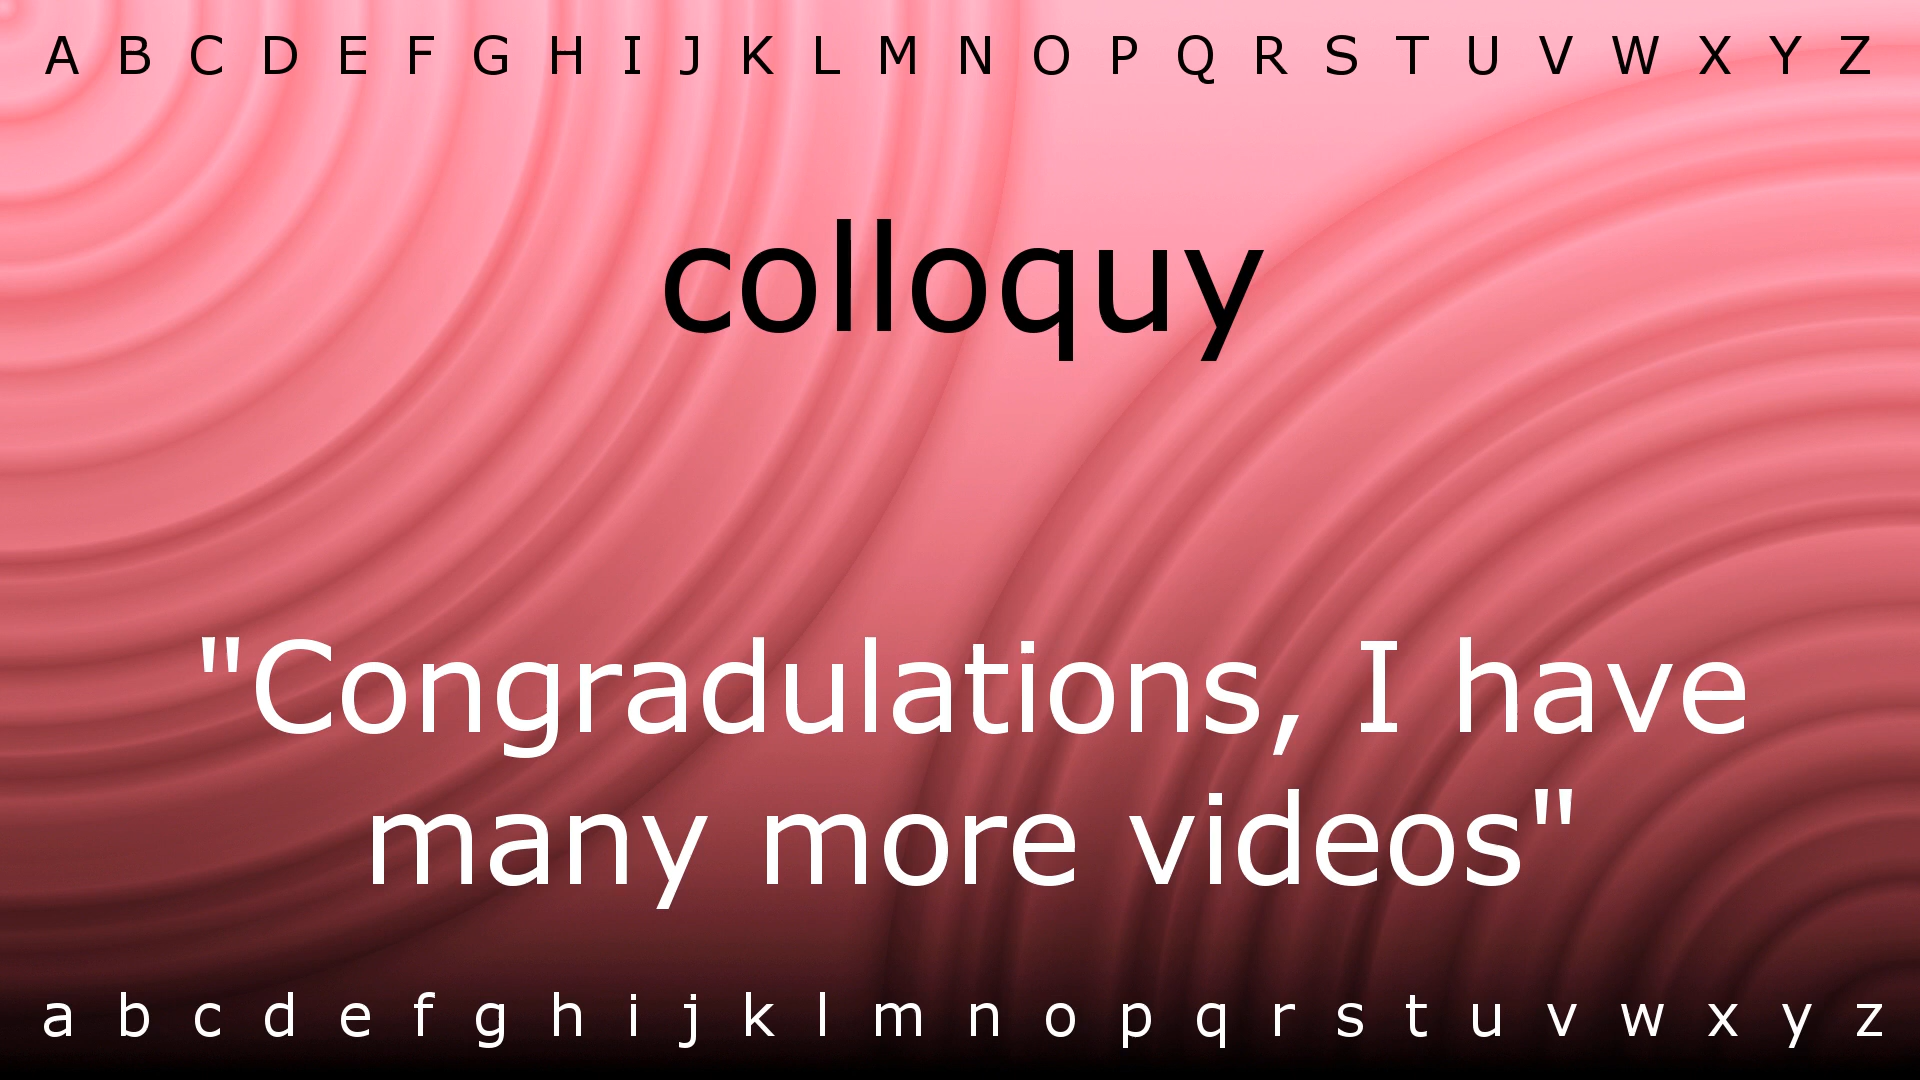 A B C D E F G H I J K L M N O P Q R S T U V W X Y Z
colloquy
"Congradulations, I have
many more videos"
a b c d e f g h i j k l m n o p q r s t u v w x y z